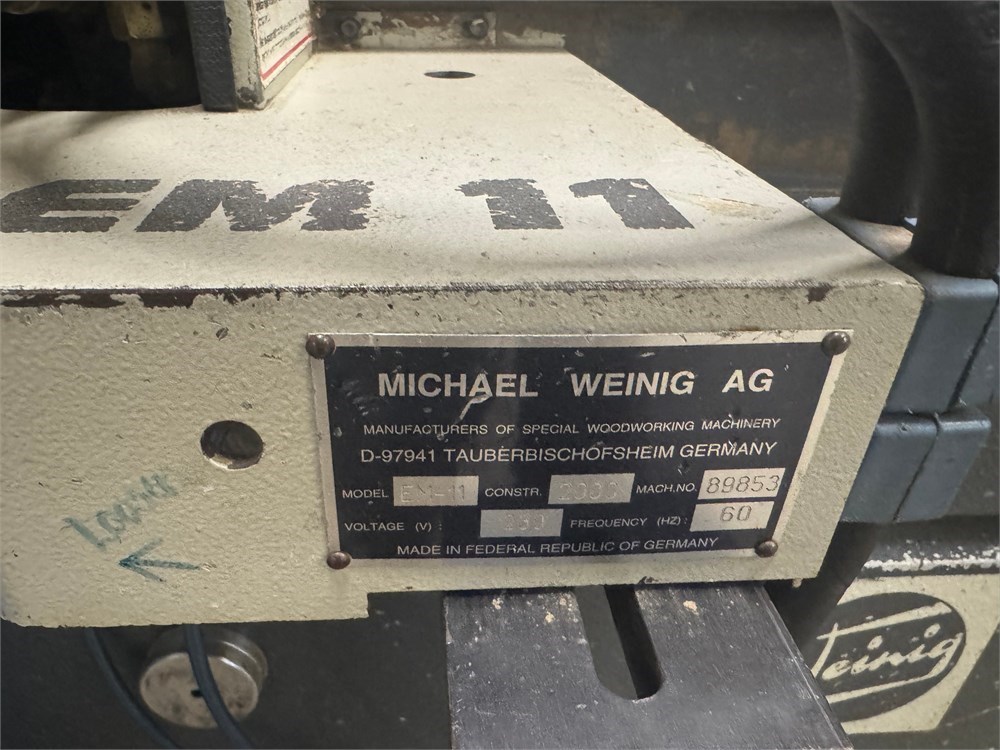 EM 11
MICHAEL WEINIG AG
MANUFACTURERS OF SPECIAL WOODWORKING MACHINERY
D-97941 TAUBERBISCHOFSHEIM GERMANY
MODEL EM-11 CONSTR. 2000 MACH.NO. 89853
VOLTAGE (V) : FREQUENCY (HZ) : 60
MADE IN FEDERAL REPUBLIC OF GERMANY
Lower
Weinig